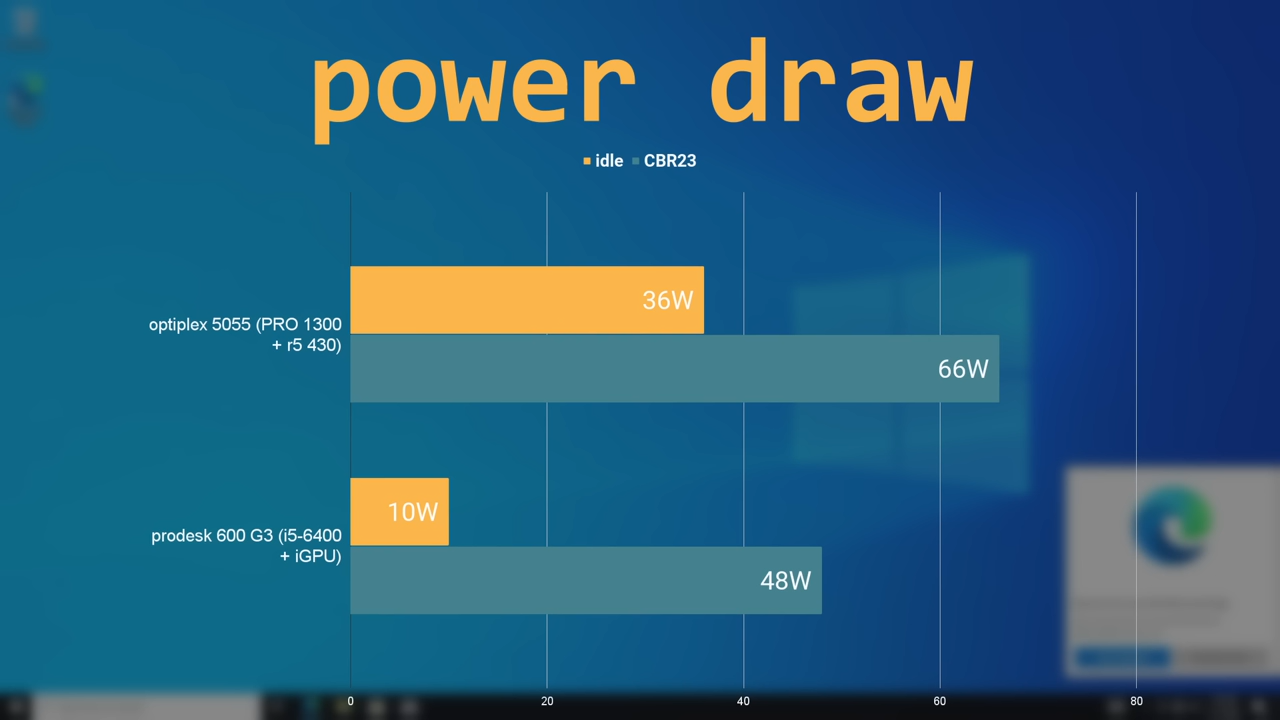 power draw
idle CBR23
optiplex 5055 (PRO 1300
+ r5 430)
36W
66W
prodesk 600 G3 (i5-6400
+ iGPU)
10W
48W
0 20 40 60 80